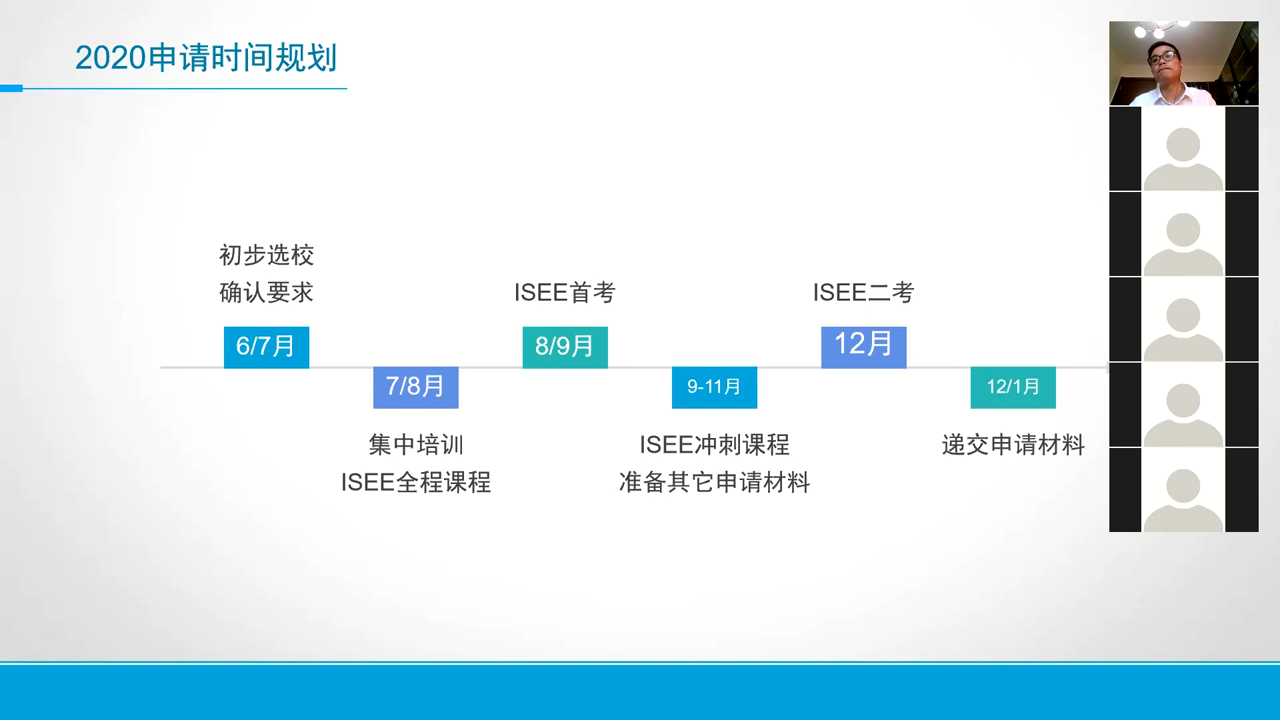 2020申请时间规划
初步选校
确认要求
6/7月
7/8月
集中培训
ISEE全程课程
ISEE首考
8/9月
9-11月
ISEE冲刺课程
准备其它申请材料
ISEE二考
12月
12/1月
递交申请材料